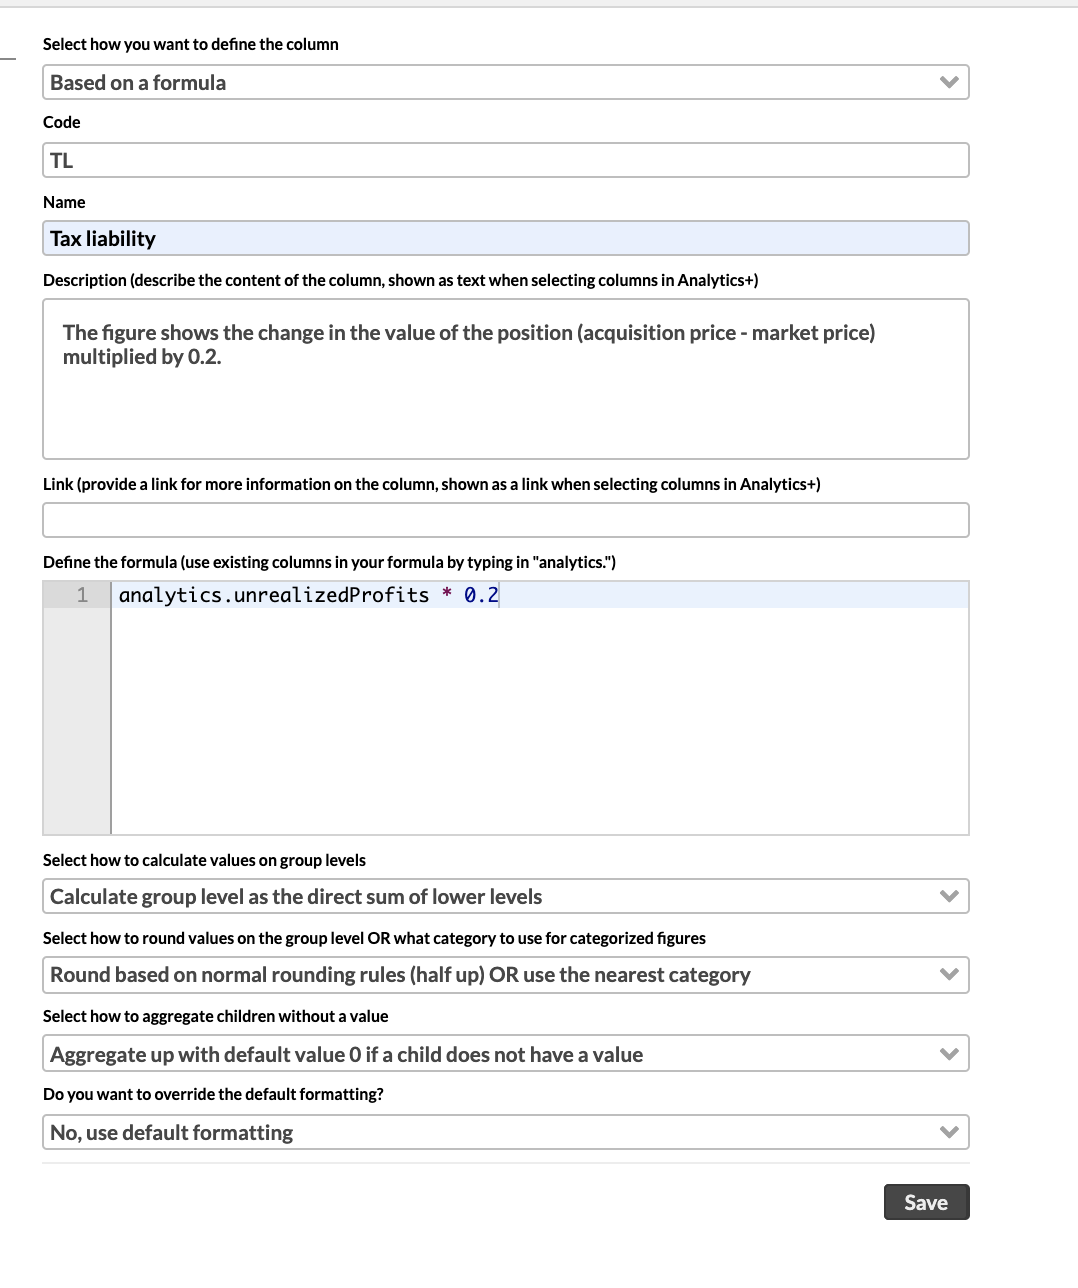 Select how you want to define the column
Based on a formula
Code
TL
Name
Tax liability
Description (describe the content of the column, shown as text when selecting columns in Analytics+)
The figure shows the change in the value of the position (acquisition price - market price)
multiplied by 0.2.
Link (provide a link for more information on the column, shown as a link when selecting columns in Analytics+)
Define the formula (use existing columns in your formula by typing in "analytics.")
1 analytics.unrealizedProfits * 0.2
Select how to calculate values on group levels
Calculate group level as the direct sum of lower levels
Select how to round values on the group level OR what category to use for categorized figures
Round based on normal rounding rules (half up) OR use the nearest category
Select how to aggregate children without a value
Aggregate up with default value 0 if a child does not have a value
Do you want to override the default formatting?
No, use default formatting
Save